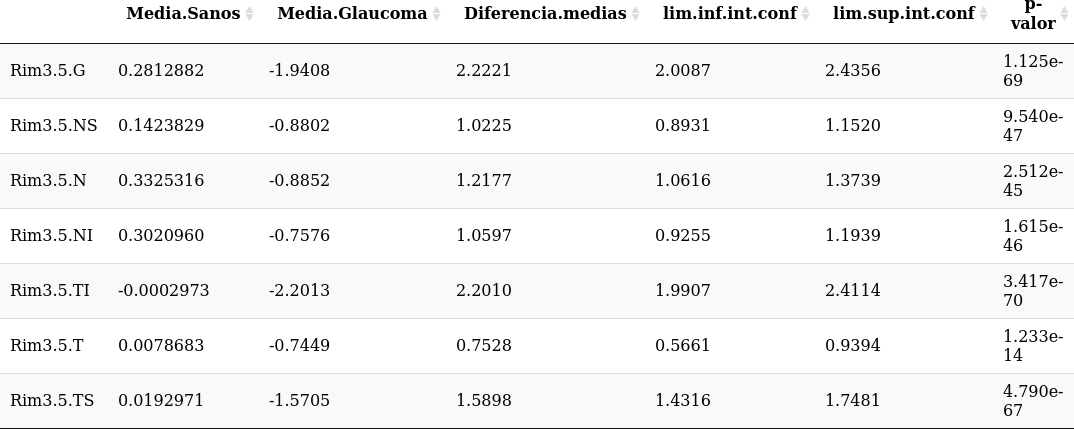 Media.Sanos Media.Glaucoma Diferencia.medias lim.inf.int.conf lim.sup.int.conf p-valor
Rim3.5.G 0.2812882 -1.9408 2.2221 2.0087 2.4356 1.125e-69
Rim3.5.NS 0.1423829 -0.8802 1.0225 0.8931 1.1520 9.540e-47
Rim3.5.N 0.3325316 -0.8852 1.2177 1.0616 1.3739 2.512e-45
Rim3.5.NI 0.3020960 -0.7576 1.0597 0.9255 1.1939 1.615e-46
Rim3.5.TI -0.0002973 -2.2013 2.2010 1.9907 2.4114 3.417e-70
Rim3.5.T 0.0078683 -0.7449 0.7528 0.5661 0.9394 1.233e-14
Rim3.5.TS 0.0192971 -1.5705 1.5898 1.4316 1.7481 4.790e-67